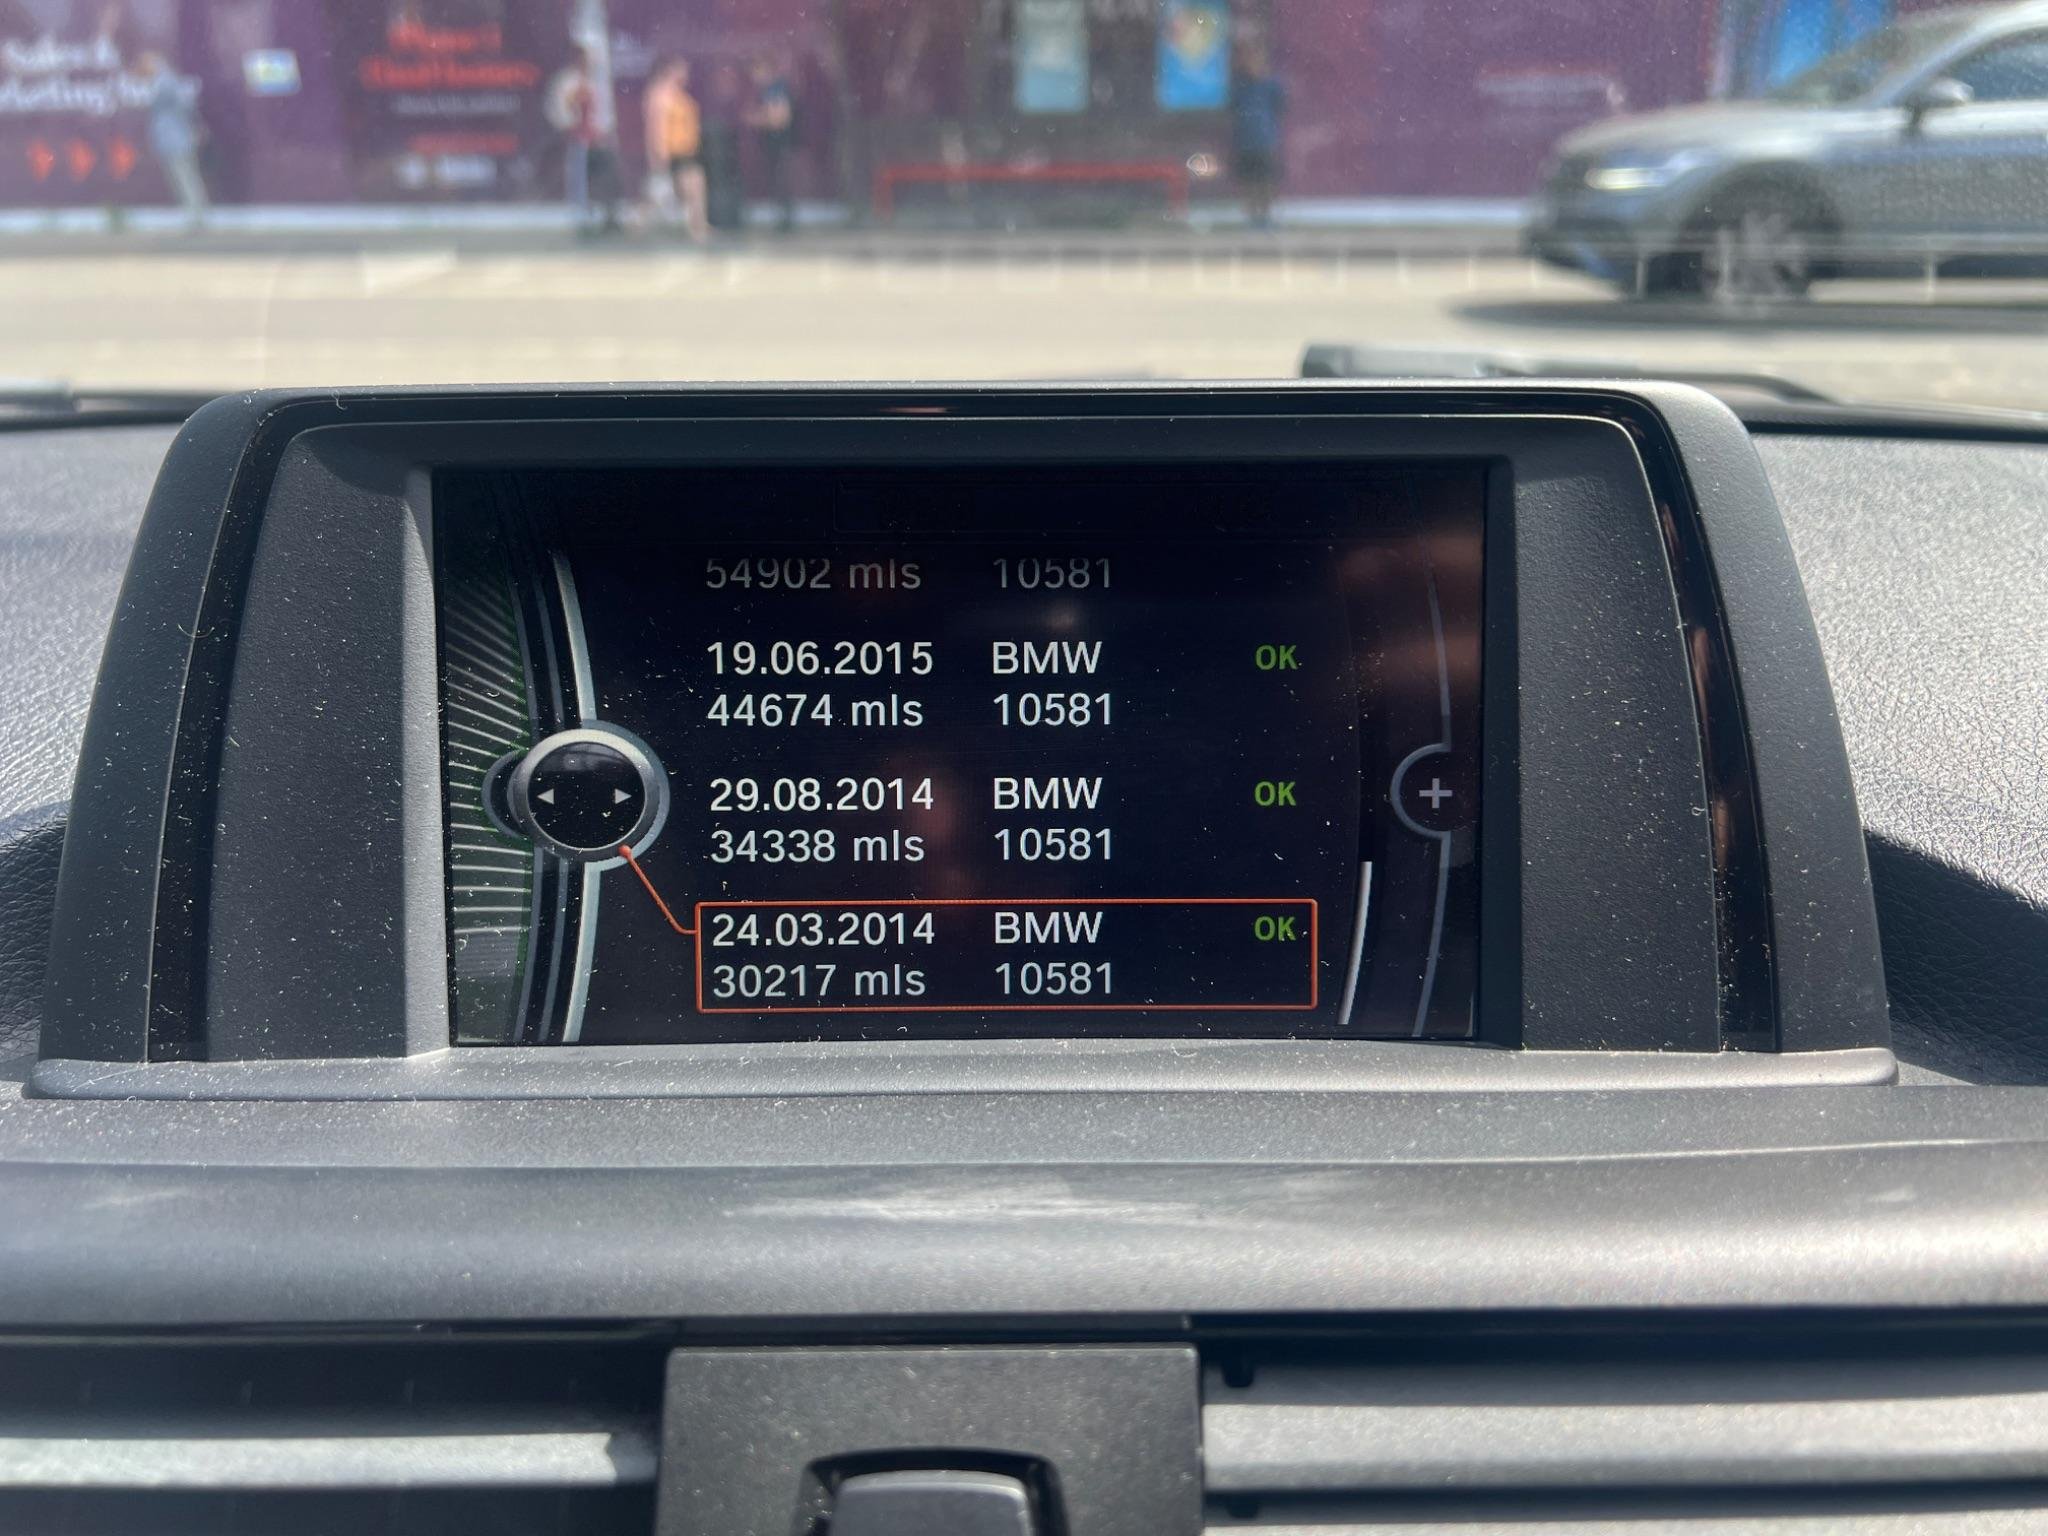 54902 mls 10581
19.06.2015 BMW OK
44674 mls 10581
29.08.2014 BMW OK
34338 mls 10581
24.03.2014 BMW OK
30217 mls 10581